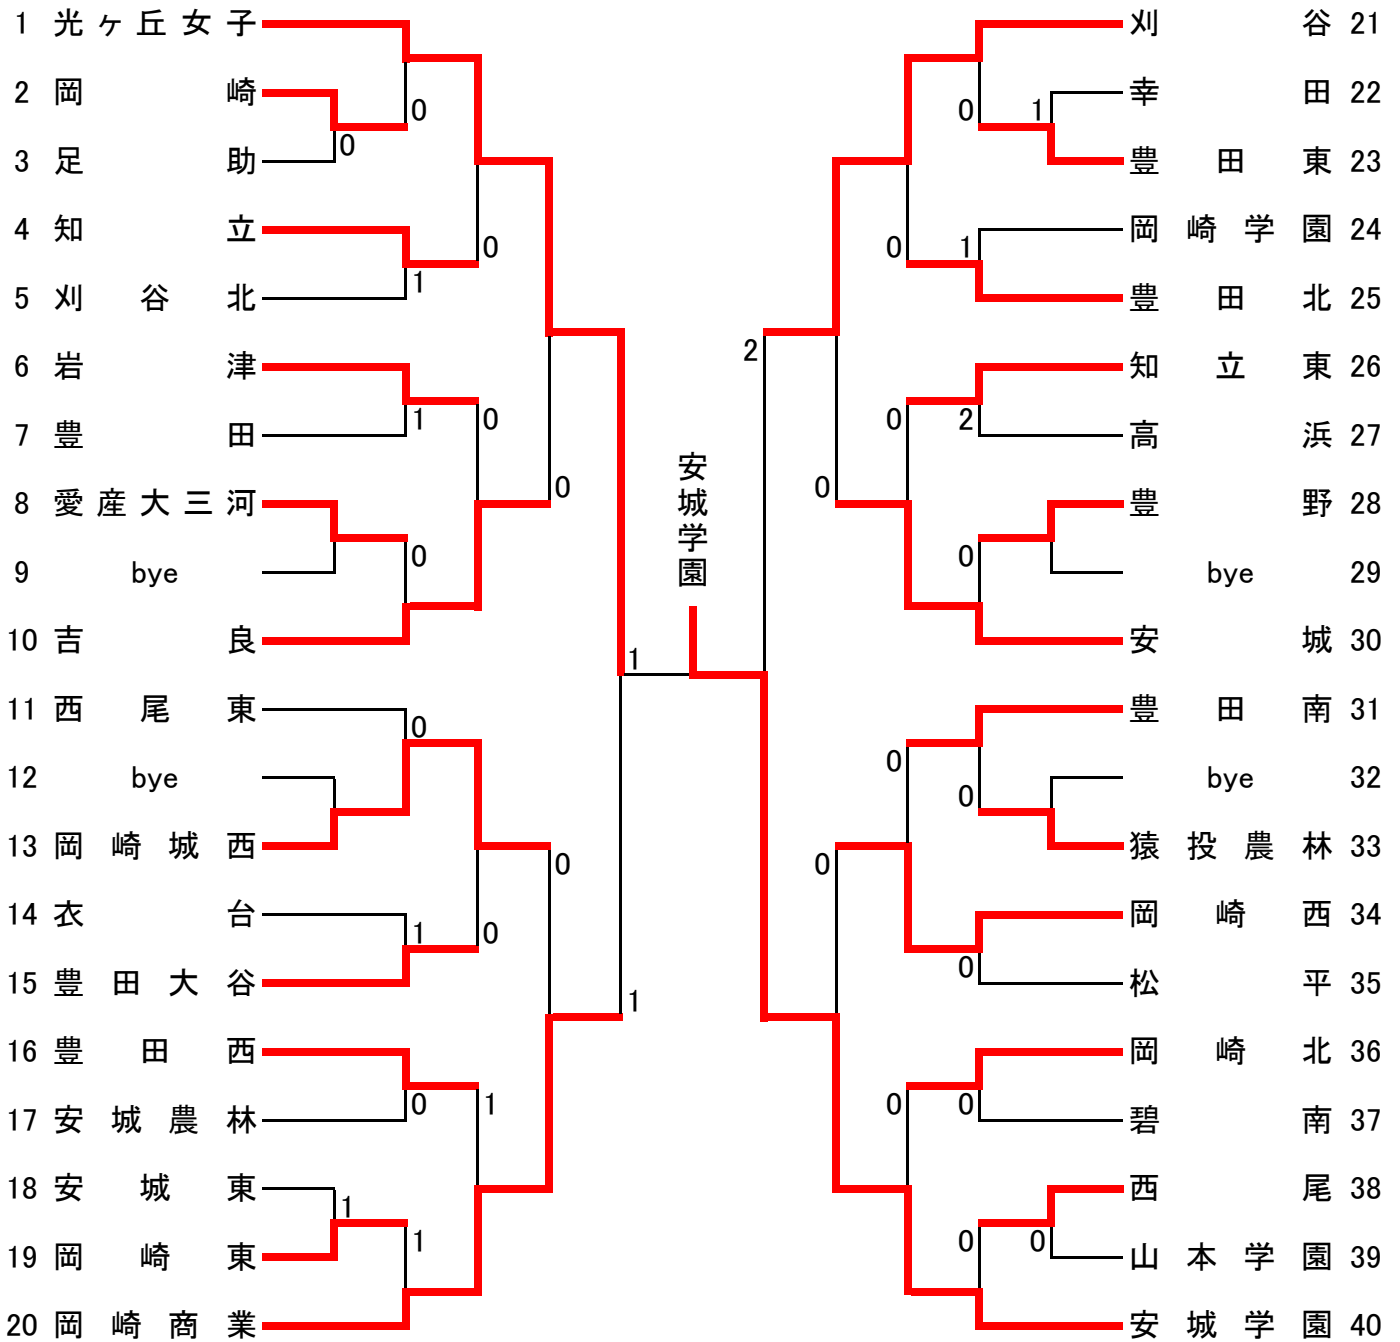 1 光ヶ丘女子
2 岡崎
0
0
3 足助
4 知立
0
1
5 刈谷北
6 岩津
1
0
7 豊田
8 愛産大三河
0
0
9 bye
10 吉良
11 西尾東
0
12 bye
13 岡崎城西
0
14 衣台
1
0
15 豊田大谷
16 豊田西
0
1
17 安城農林
18 安城東
1
1
19 岡崎東
20 岡崎商業
1
1
安城学園
2
刈谷 21
幸田 22
0
1
豊田東 23
岡崎学園 24
0
1
豊田北 25
知立東 26
0
2
高浜 27
0
豊野 28
0
bye 29
安城 30
豊田南 31
0
bye 32
0
猿投農林 33
0
岡崎西 34
0
松平 35
岡崎北 36
0
0
碧南 37
西尾 38
0
0
山本学園 39
安城学園 40